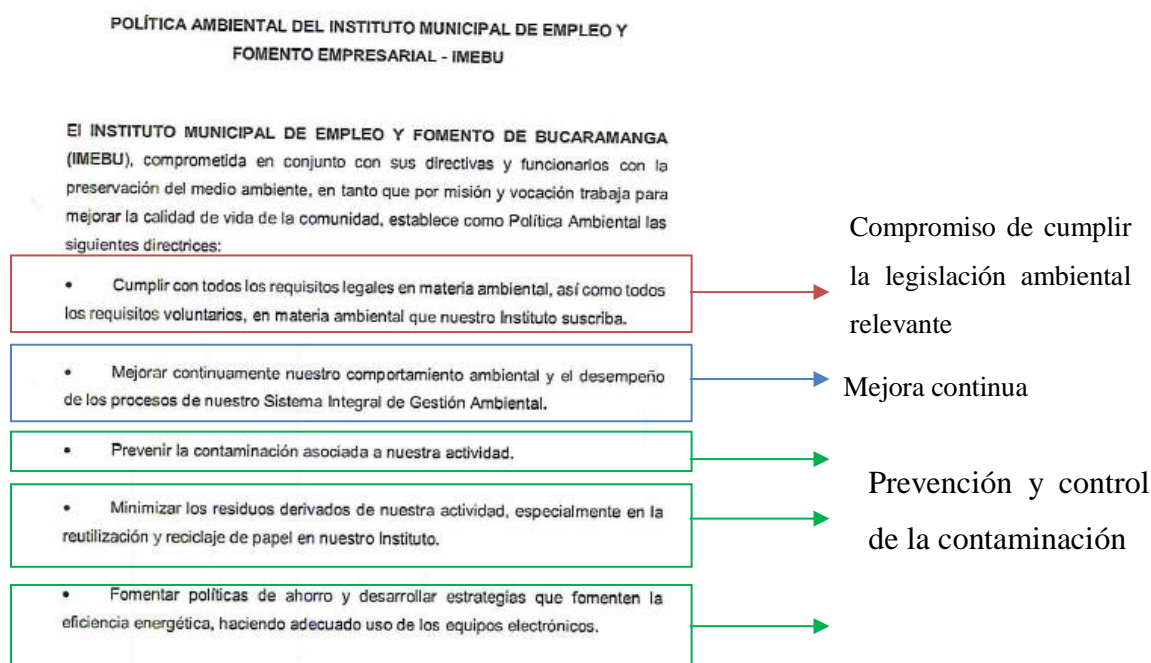 POLÍTICA AMBIENTAL DEL INSTITUTO MUNICIPAL DE EMPLEO Y
FOMENTO EMPRESARIAL - IMEBU
El INSTITUTO MUNICIPAL DE EMPLEO Y FOMENTO DE BUCARAMANGA
(IMEBU), comprometida en conjunto con sus directivas y funcionarios con la
preservación del medio ambiente, en tanto que por misión y vocación trabaja para
mejorar la calidad de vida de la comunidad, establece como Política Ambiental las
siguientes directrices:
• Cumplir con todos los requisitos legales en materia ambiental, así como todos
los requisitos voluntarios, en materia ambiental que nuestro Instituto suscriba.
• Mejorar continuamente nuestro comportamiento ambiental y el desempeño
de los procesos de nuestro Sistema Integral de Gestión Ambiental.
• Prevenir la contaminación asociada a nuestra actividad.
• Minimizar los residuos derivados de nuestra actividad, especialmente en la
reutilización y reciclaje de papel en nuestro Instituto.
• Fomentar políticas de ahorro y desarrollar estrategias que fomenten la
eficiencia energética, haciendo adecuado uso de los equipos electrónicos.
Compromiso de cumplir
la legislación ambiental
relevante
Mejora continua
Prevención y control
de la contaminación